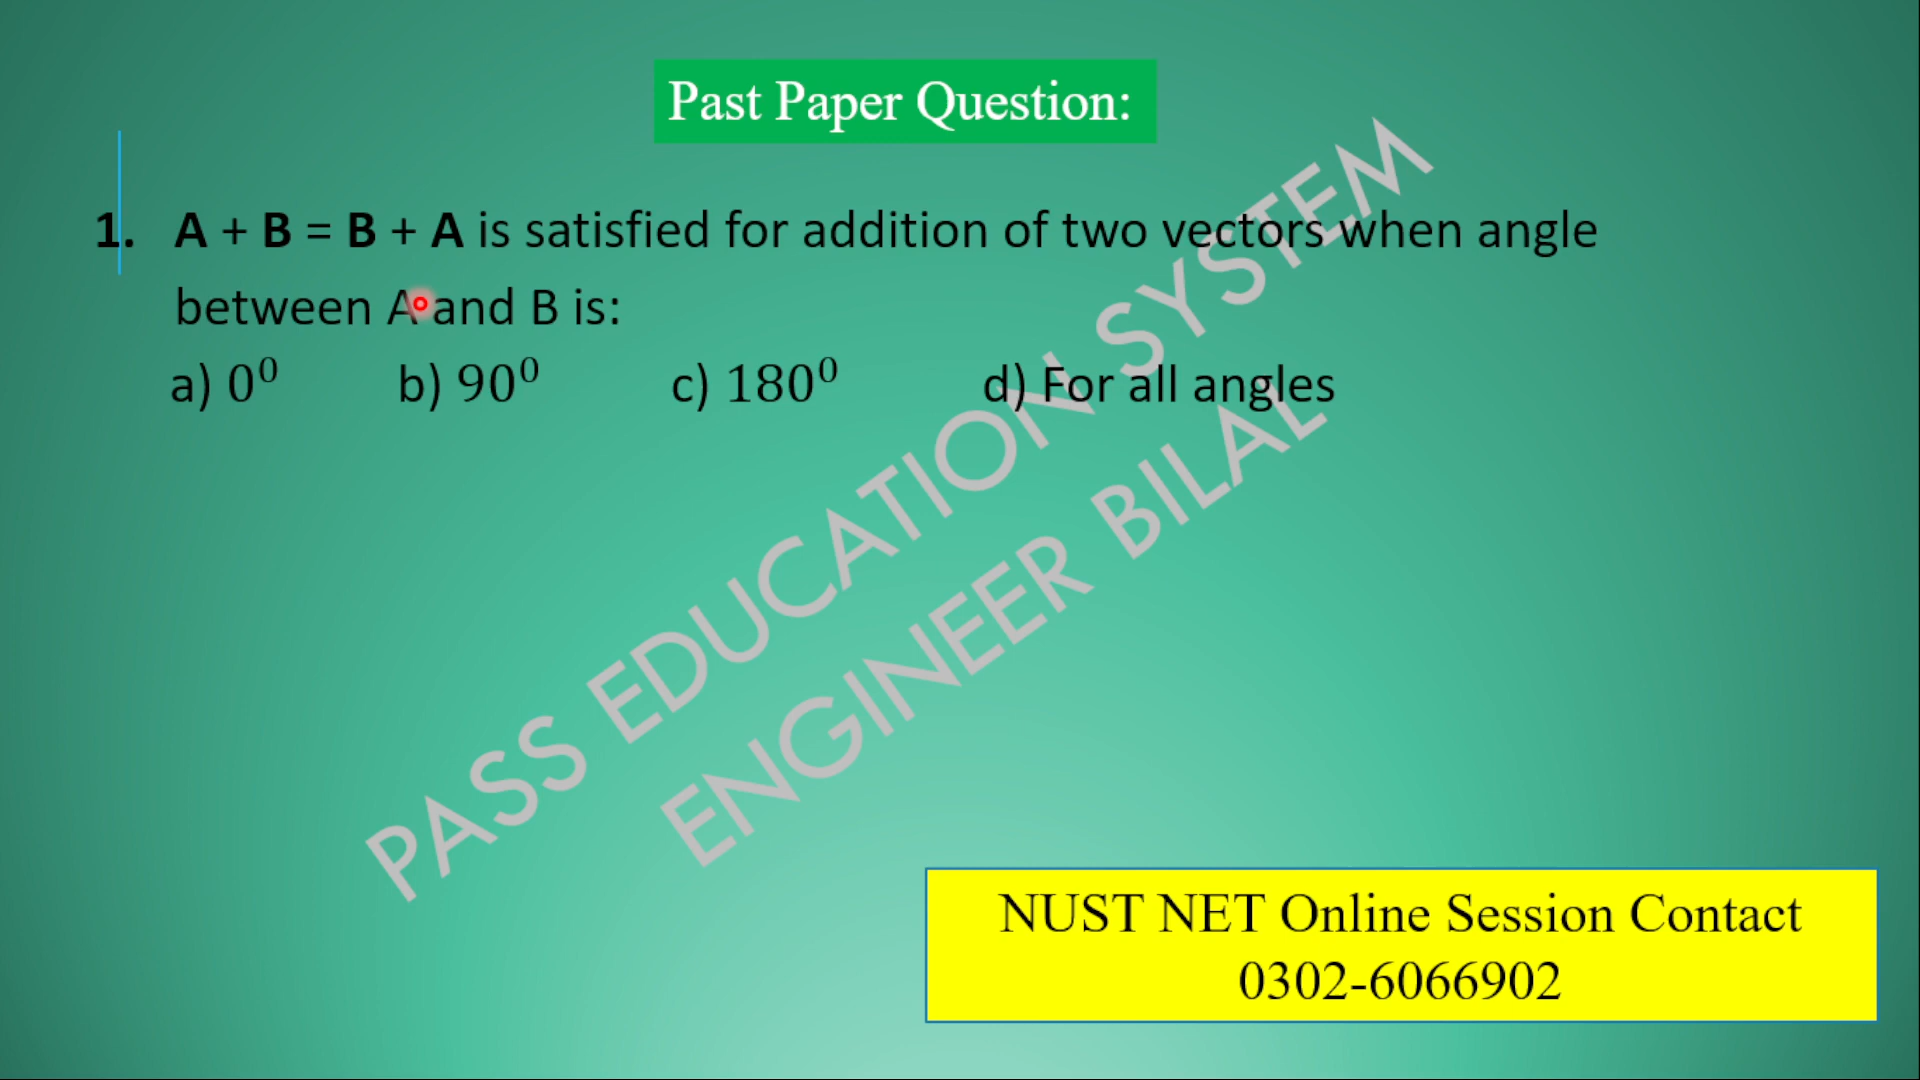 Past Paper Question:
1. A + B = B + A is satisfied for addition of two vectors when angle
between A and B is:
a) 0⁰ b) 90⁰ c) 180⁰ d) For all angles
PASS EDUCATION SYSTEM
ENGINEER BILAL
NUST NET Online Session Contact
0302-6066902